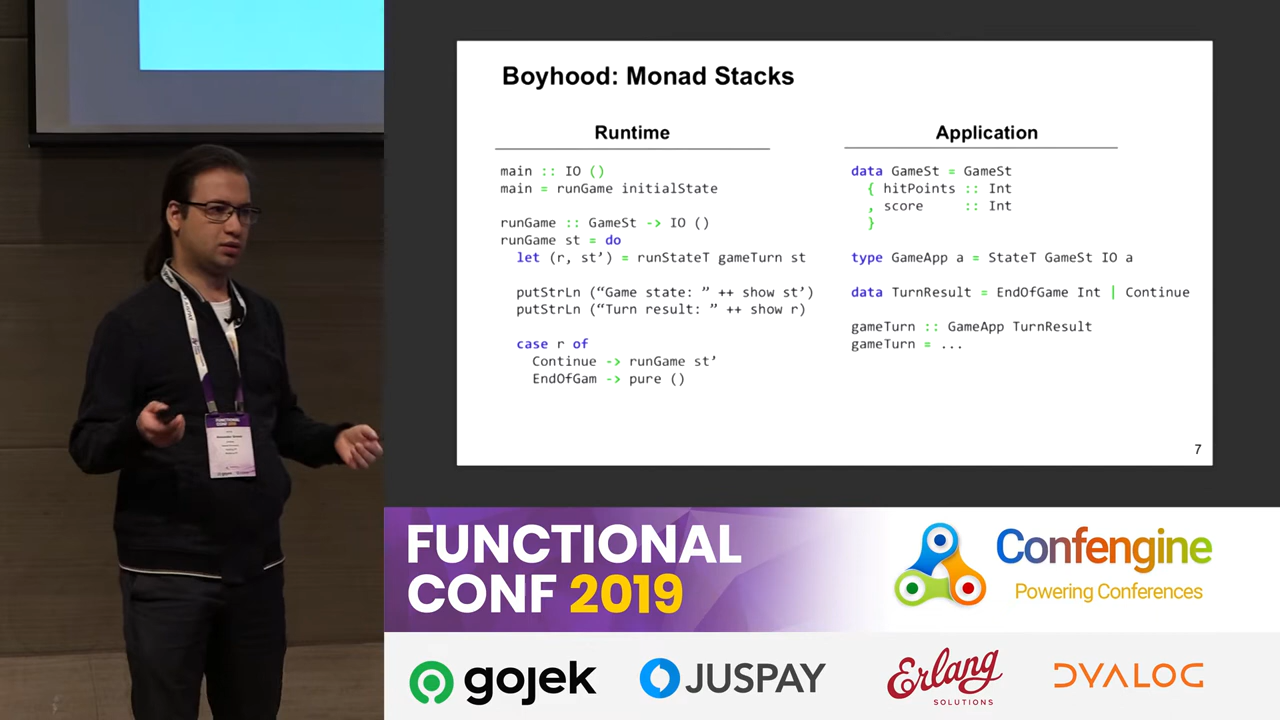 Boyhood: Monad Stacks
Runtime
main :: IO ()
main = runGame initialState
runGame :: GameSt -> IO ()
runGame st = do
let (r, st’) = runStateT gameTurn st
putStrLn (“Game state: ” ++ show st’)
putStrLn (“Turn result: ” ++ show r)
case r of
Continue -> runGame st’
EndOfGam -> pure ()
Application
data GameSt = GameSt
{ hitPoints :: Int
, score :: Int
}
type GameApp a = StateT GameSt IO a
data TurnResult = EndOfGame Int | Continue
gameTurn :: GameApp TurnResult
gameTurn = ...
7
FUNCTIONAL
CONF 2019
FUNCTIONAL
CONF 2019
Confengine
Powering Conferences
gojek
JUSPAY
Erlang
SOLUTIONS
DYALOG